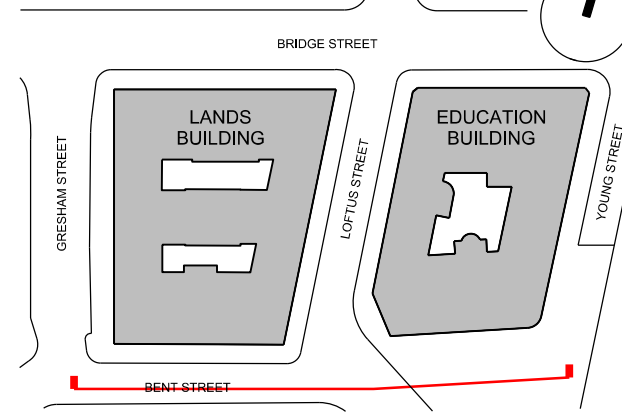 BRIDGE STREET
LANDS
BUILDING
EDUCATION
BUILDING
GRESHAM STREET
LOFTUS STREET
YOUNG STREET
BENT STREET